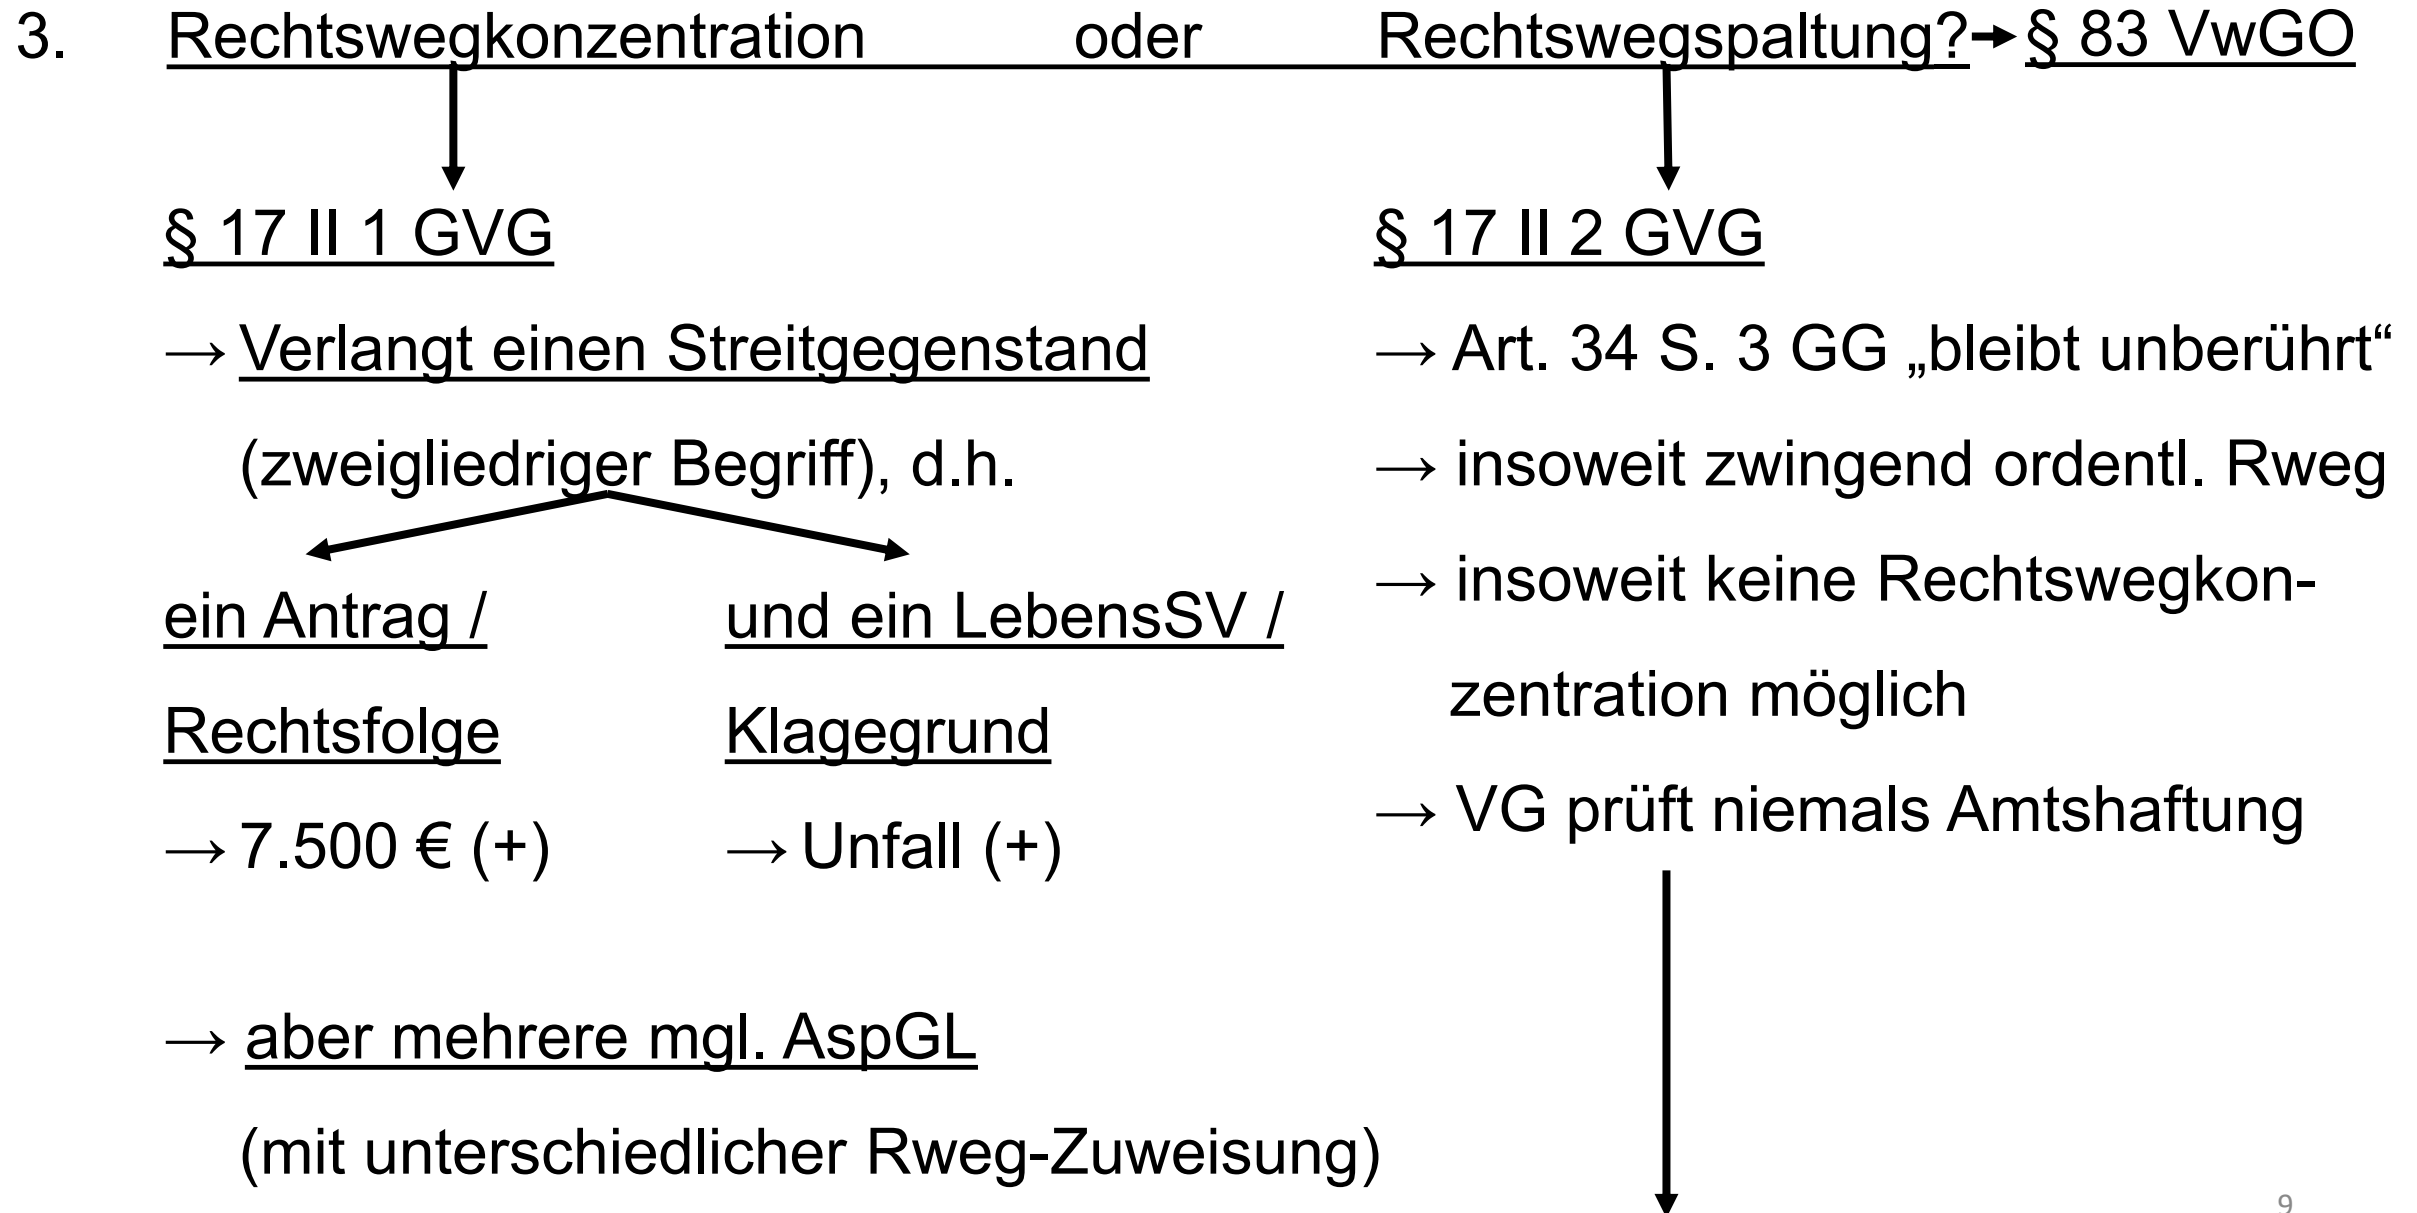 3. Rechtswegkonzentration oder Rechtswegspaltung?→§ 83 VwGO
§ 17 II 1 GVG
→ Verlangt einen Streitgegenstand
(zweigliedriger Begriff), d.h.
ein Antrag /
Rechtsfolge
→ 7.500 € (+)
und ein LebensSV /
Klagegrund
→ Unfall (+)
→ aber mehrere mgl. AspGL
(mit unterschiedlicher Rweg-Zuweisung)
§ 17 II 2 GVG
→ Art. 34 S. 3 GG „bleibt unberührt“
→ insoweit zwingend ordentl. Rweg
→ insoweit keine Rechtswegkon-
zentration möglich
→ VG prüft niemals Amtshaftung
9